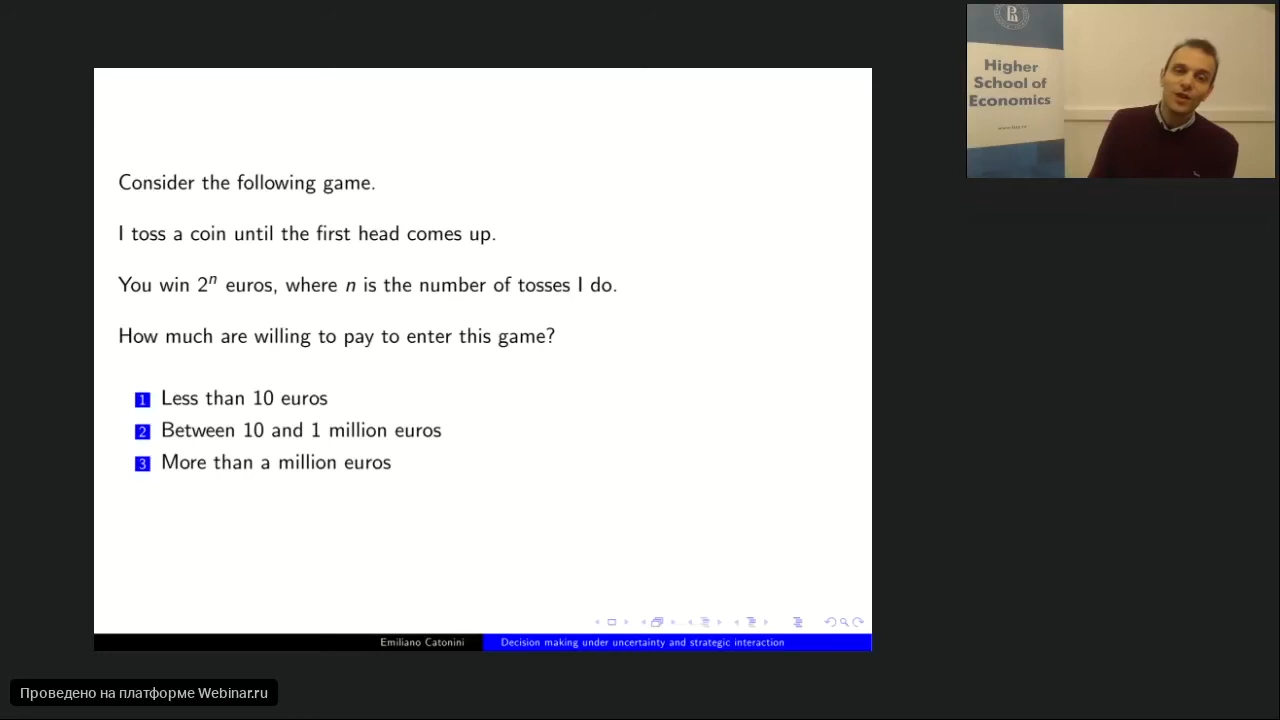 Higher
School of
Economics
Consider the following game.
I toss a coin until the first head comes up.
You win 2ⁿ euros, where n is the number of tosses I do.
How much are willing to pay to enter this game?
1 Less than 10 euros
2 Between 10 and 1 million euros
3 More than a million euros
Emiliano Catonini Decision making under uncertainty and strategic interaction
Проведено на платформе Webinar.ru